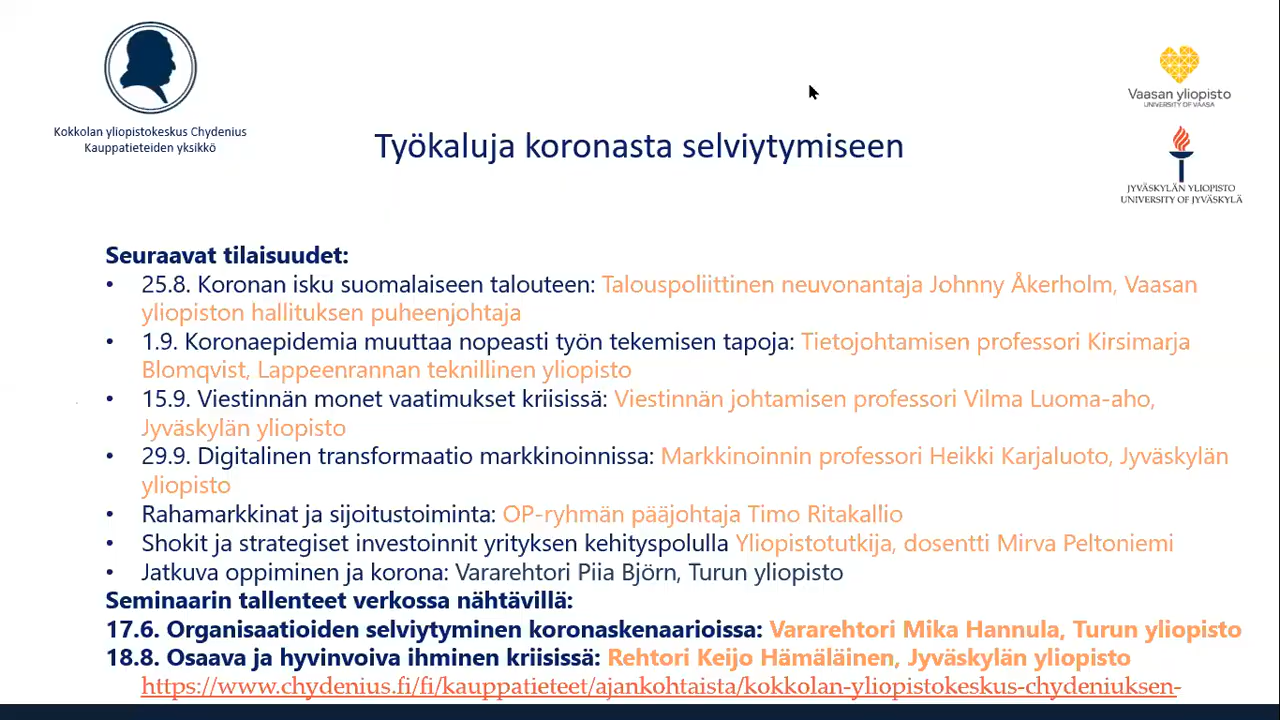 Kokkolan yliopistokeskus Chydenius
Kauppatieteiden yksikkö
Vaasan yliopisto
UNIVERSITY OF VAASA
JYVÄSKYLÄN YLIOPISTO
UNIVERSITY OF JYVÄSKYLÄ
Työkaluja koronasta selviytymiseen
Seuraavat tilaisuudet:
• 25.8. Koronan isku suomalaiseen talouteen: Talouspoliittinen neuvonantaja Johnny Åkerholm, Vaasan
yliopiston hallituksen puheenjohtaja
• 1.9. Koronaepidemia muuttaa nopeasti työn tekemisen tapoja: Tietojohtamisen professori Kirsimarja
Blomqvist, Lappeenrannan teknillinen yliopisto
• 15.9. Viestinnän monet vaatimukset kriisissä: Viestinnän johtamisen professori Vilma Luoma-aho,
Jyväskylän yliopisto
• 29.9. Digitalinen transformaatio markkinoinnissa: Markkinoinnin professori Heikki Karjaluoto, Jyväskylän
yliopisto
• Rahamarkkinat ja sijoitustoiminta: OP-ryhmän pääjohtaja Timo Ritakallio
• Shokit ja strategiset investoinnit yrityksen kehityspolulla Yliopistotutkija, dosentti Mirva Peltoniemi
• Jatkuva oppiminen ja korona: Vararehtori Piia Björn, Turun yliopisto
Seminaarin tallenteet verkossa nähtävillä:
17.6. Organisaatioiden selviytyminen koronaskenaarioissa: Vararehtori Mika Hannula, Turun yliopisto
18.8. Osaava ja hyvinvoiva ihminen kriisissä: Rehtori Keijo Hämäläinen, Jyväskylän yliopisto
https://www.chydenius.fi/fi/kauppatieteet/ajankohtaista/kokkolan-yliopistokeskus-chydeniuksen-